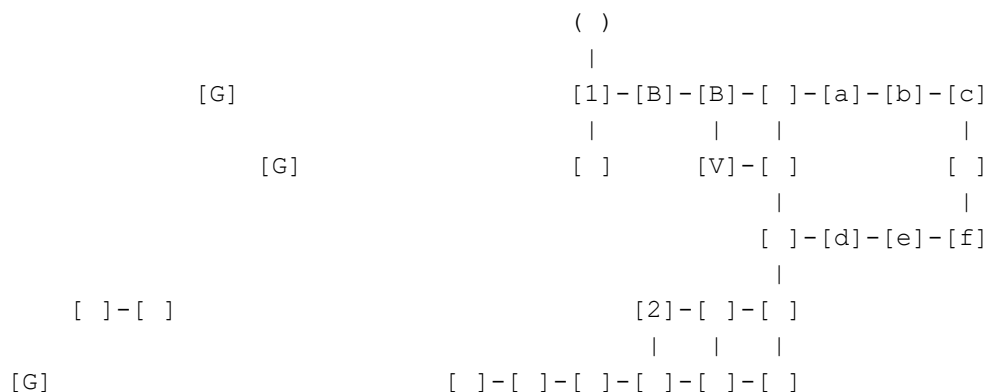 ( )
                                     |
            [G]                     [1]-[B]-[B]-[ ]-[a]-[b]-[c]
                                     |       |   |           |
                [G]                 [ ]     [V]-[ ]         [ ]
                                                 |           |
                                                [ ]-[d]-[e]-[f]
                                                 |
    [ ]-[ ]                             [2]-[ ]-[ ]
                                         |   |   |
[G]                         [ ]-[ ]-[ ]-[ ]-[ ]-[ ]